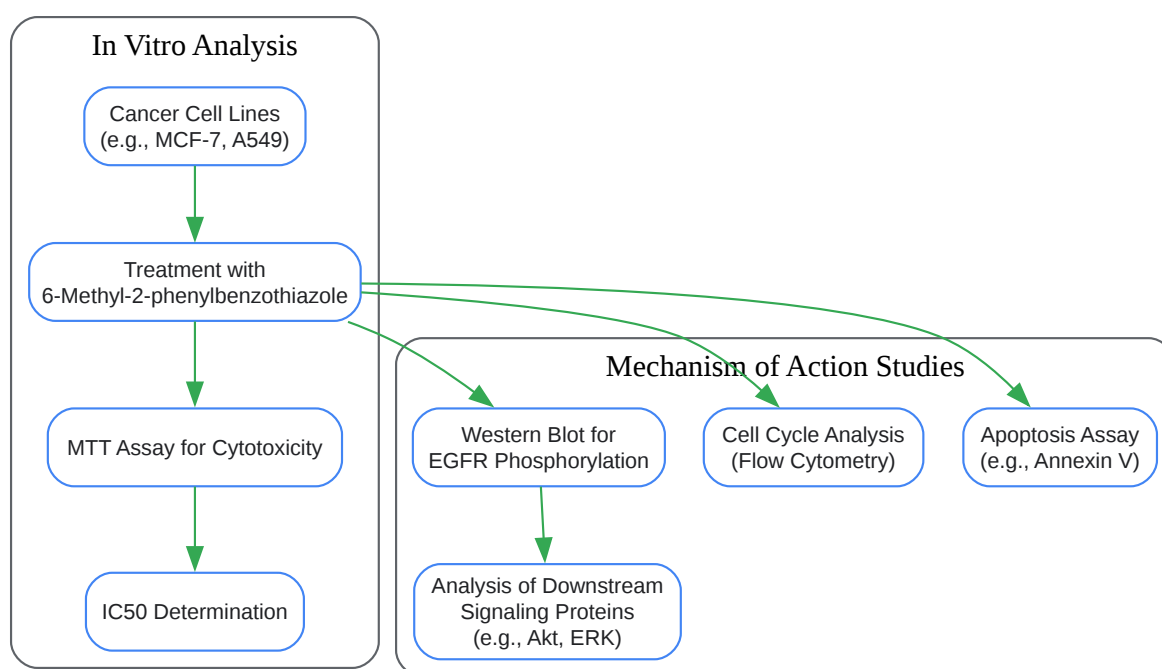 In Vitro Analysis
Cancer Cell Lines
(e.g., MCF-7, A549)
Treatment with
6-Methyl-2-phenylbenzothiazole
MTT Assay for Cytotoxicity
IC50 Determination
Mechanism of Action Studies
Western Blot for
EGFR Phosphorylation
Cell Cycle Analysis
(Flow Cytometry)
Apoptosis Assay
(e.g., Annexin V)
Analysis of Downstream
Signaling Proteins
(e.g., Akt, ERK)